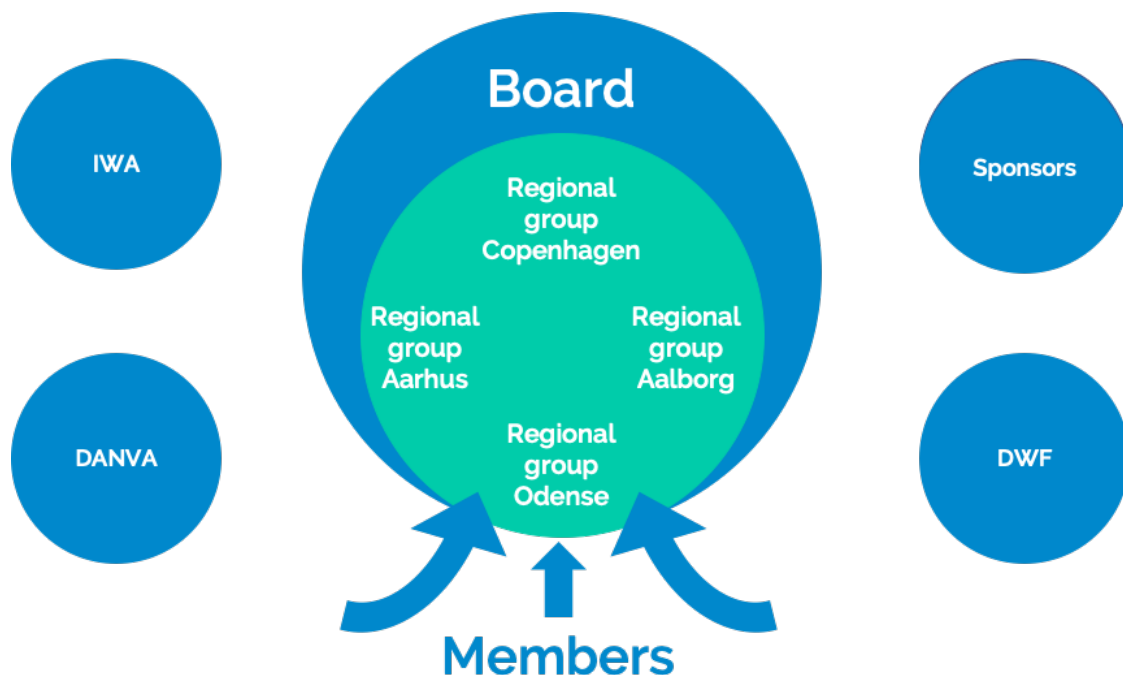 Board
IWA
Sponsors
Regional
group
Copenhagen
Regional
group
Aarhus
Regional
group
Aalborg
Regional
group
Odense
DANVA
DWF
Members